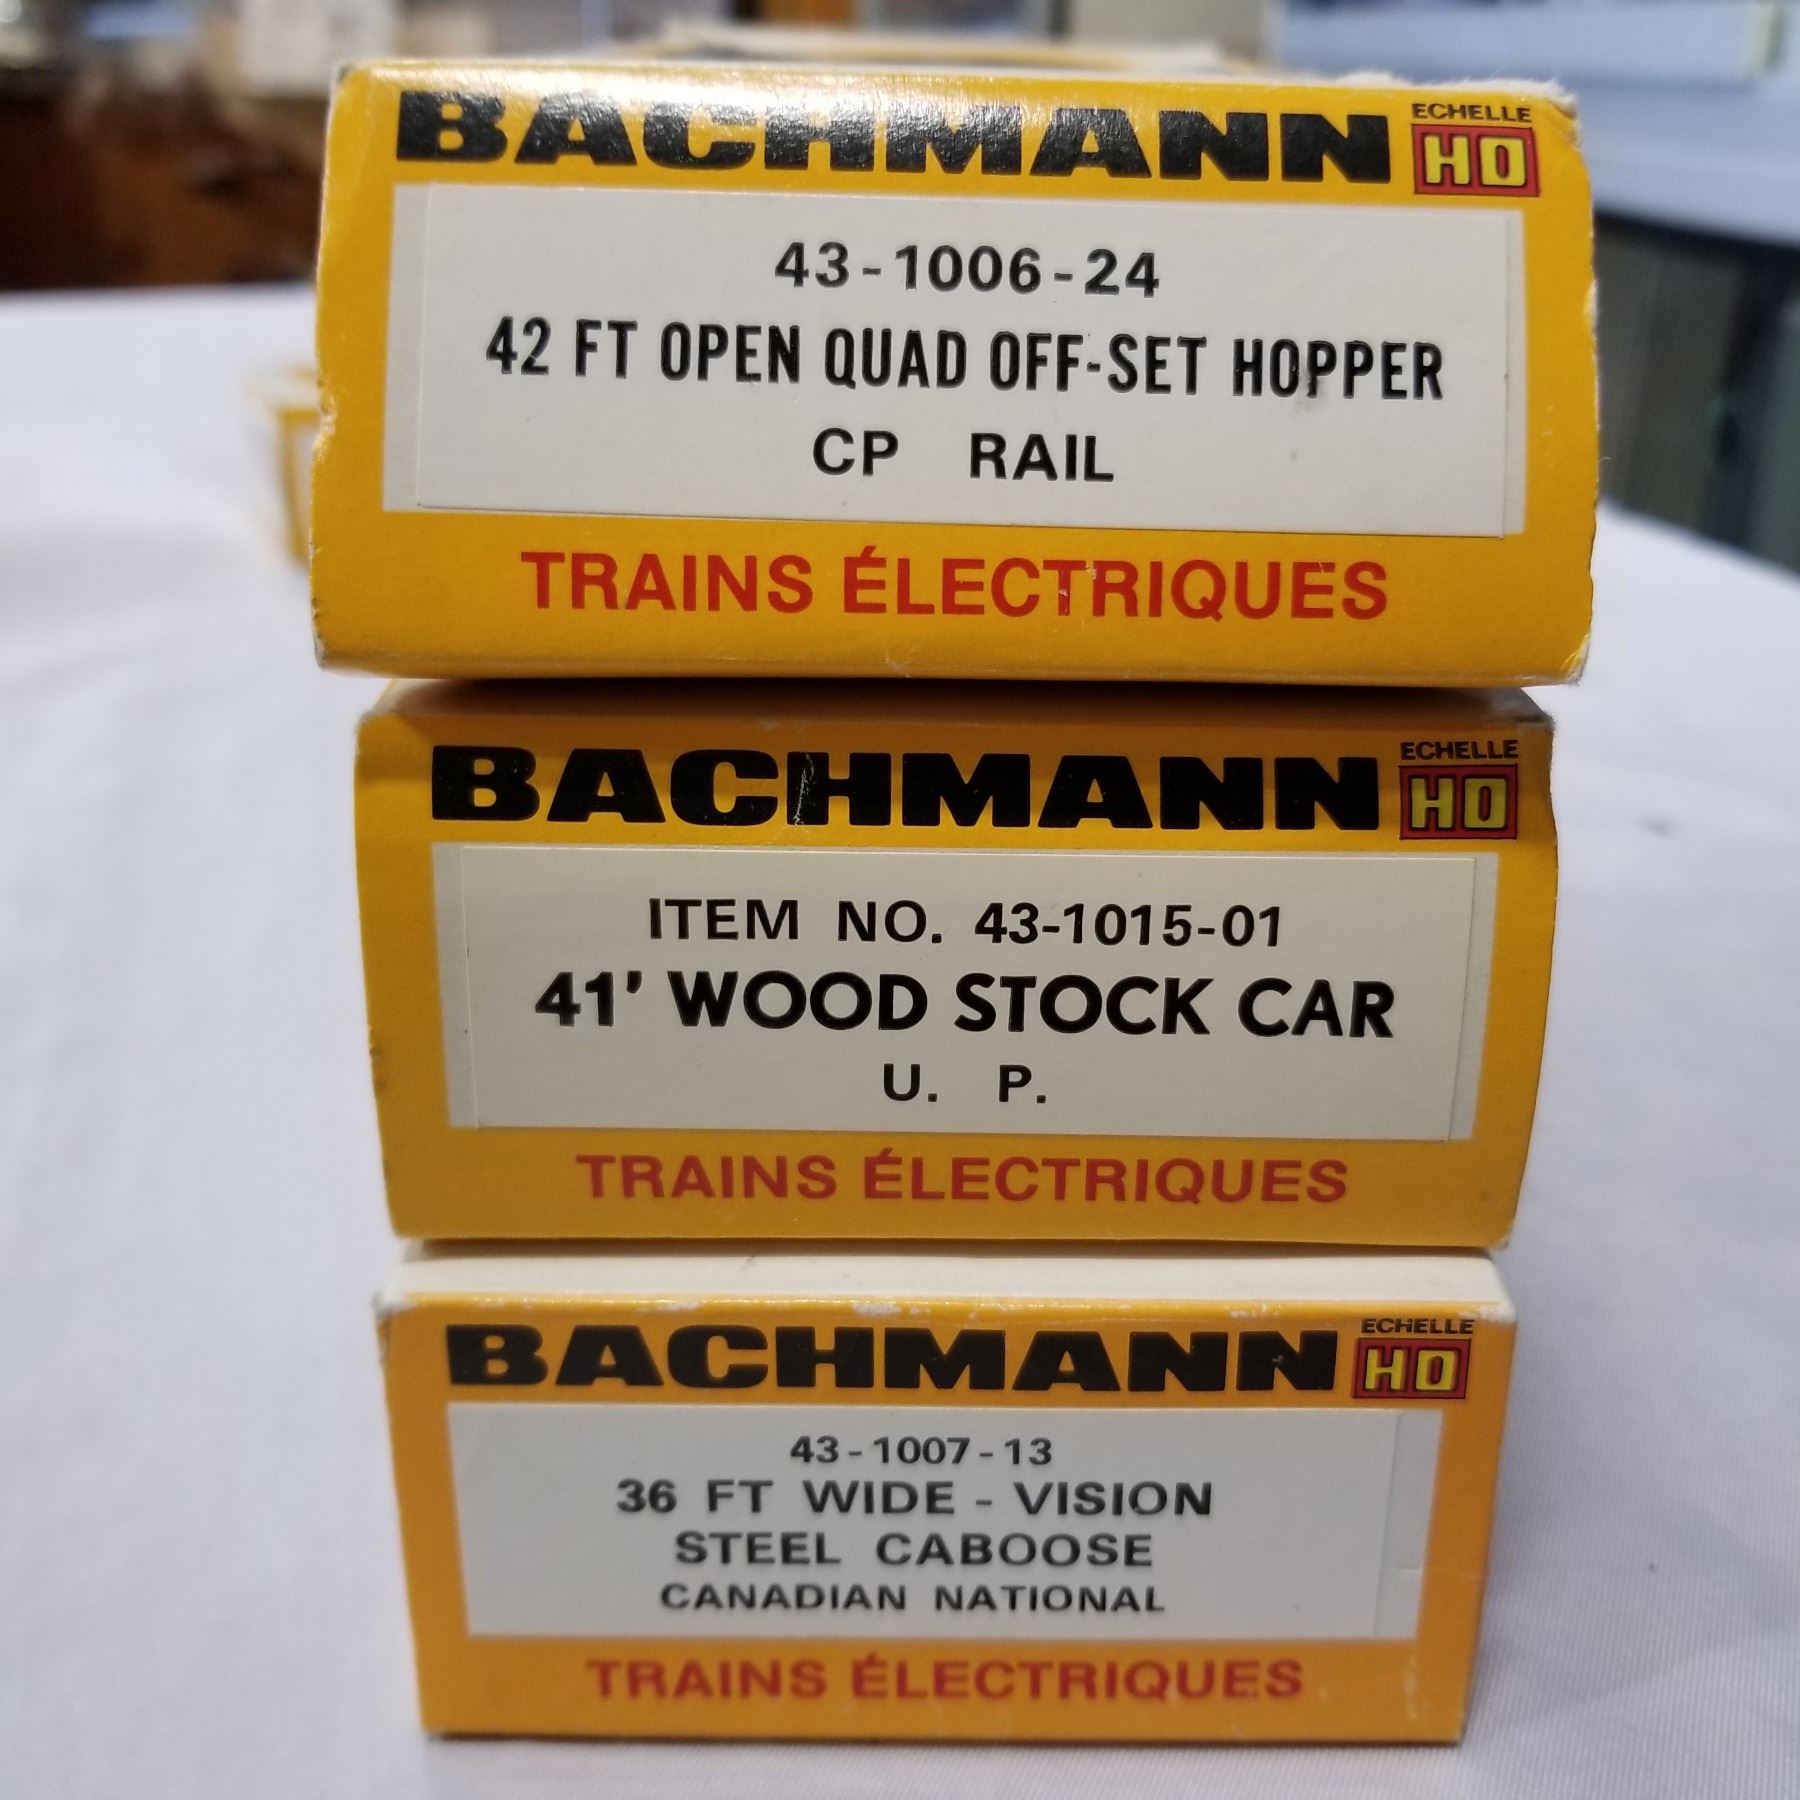 BACHMANN ECHELLE HO
43-1006-24
42 FT OPEN QUAD OFF-SET HOPPER
CP RAIL
TRAINS ÉLECTRIQUES
BACHMANN ECHELLE HO
ITEM NO. 43-1015-01
41' WOOD STOCK CAR
U. P.
TRAINS ÉLECTRIQUES
BACHMANN ECHELLE HO
43-1007-13
36 FT WIDE - VISION
STEEL CABOOSE
CANADIAN NATIONAL
TRAINS ÉLECTRIQUES